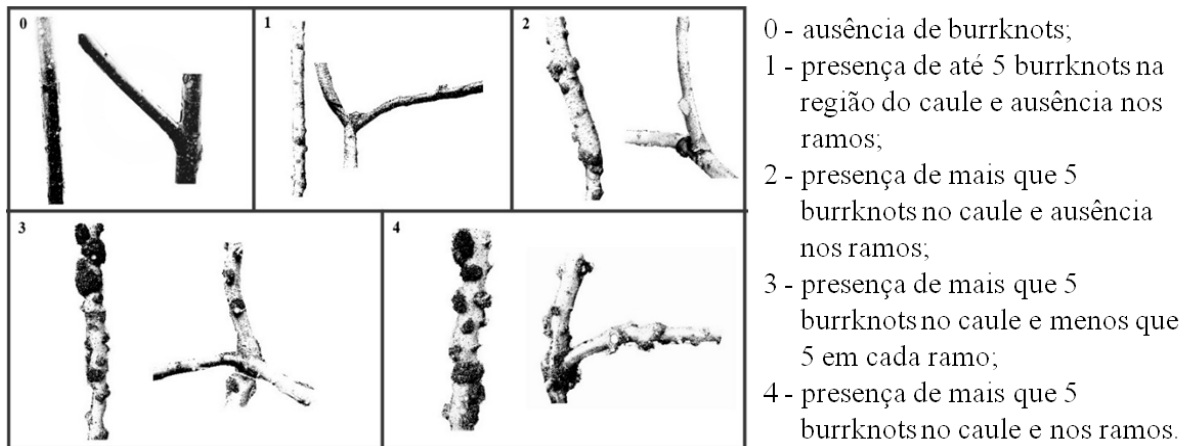 0
1
2
3
4
0 - ausência de burrknots;
1 - presença de até 5 burrknots na
região do caule e ausência nos
ramos;
2 - presença de mais que 5
burrknots no caule e ausência
nos ramos;
3 - presença de mais que 5
burrknots no caule e menos que
5 em cada ramo;
4 - presença de mais que 5
burrknots no caule e nos ramos.